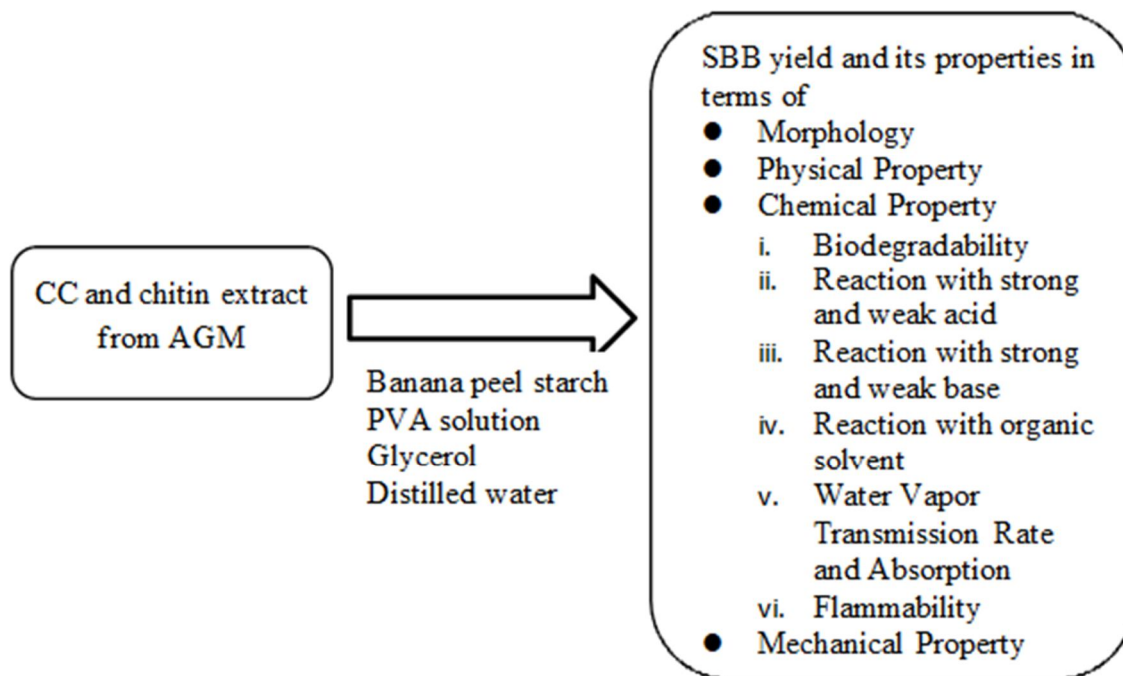 CC and chitin extract
from AGM
Banana peel starch
PVA solution
Glycerol
Distilled water
SBB yield and its properties in
terms of
● Morphology
● Physical Property
● Chemical Property
i. Biodegradability
ii. Reaction with strong
and weak acid
iii. Reaction with strong
and weak base
iv. Reaction with organic
solvent
v. Water Vapor
Transmission Rate
and Absorption
vi. Flammability
● Mechanical Property